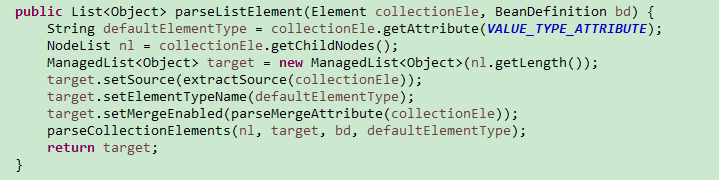 public List<Object> parseListElement(Element collectionEle, BeanDefinition bd) {
String defaultElementType = collectionEle.getAttribute(VALUE_TYPE_ATTRIBUTE);
NodeList nl = collectionEle.getChildNodes();
ManagedList<Object> target = new ManagedList<Object>(nl.getLength());
target.setSource(extractSource(collectionEle));
target.setElementTypeName(defaultElementType);
target.setMergeEnabled(parseMergeAttribute(collectionEle));
parseCollectionElements(nl, target, bd, defaultElementType);
return target;
}